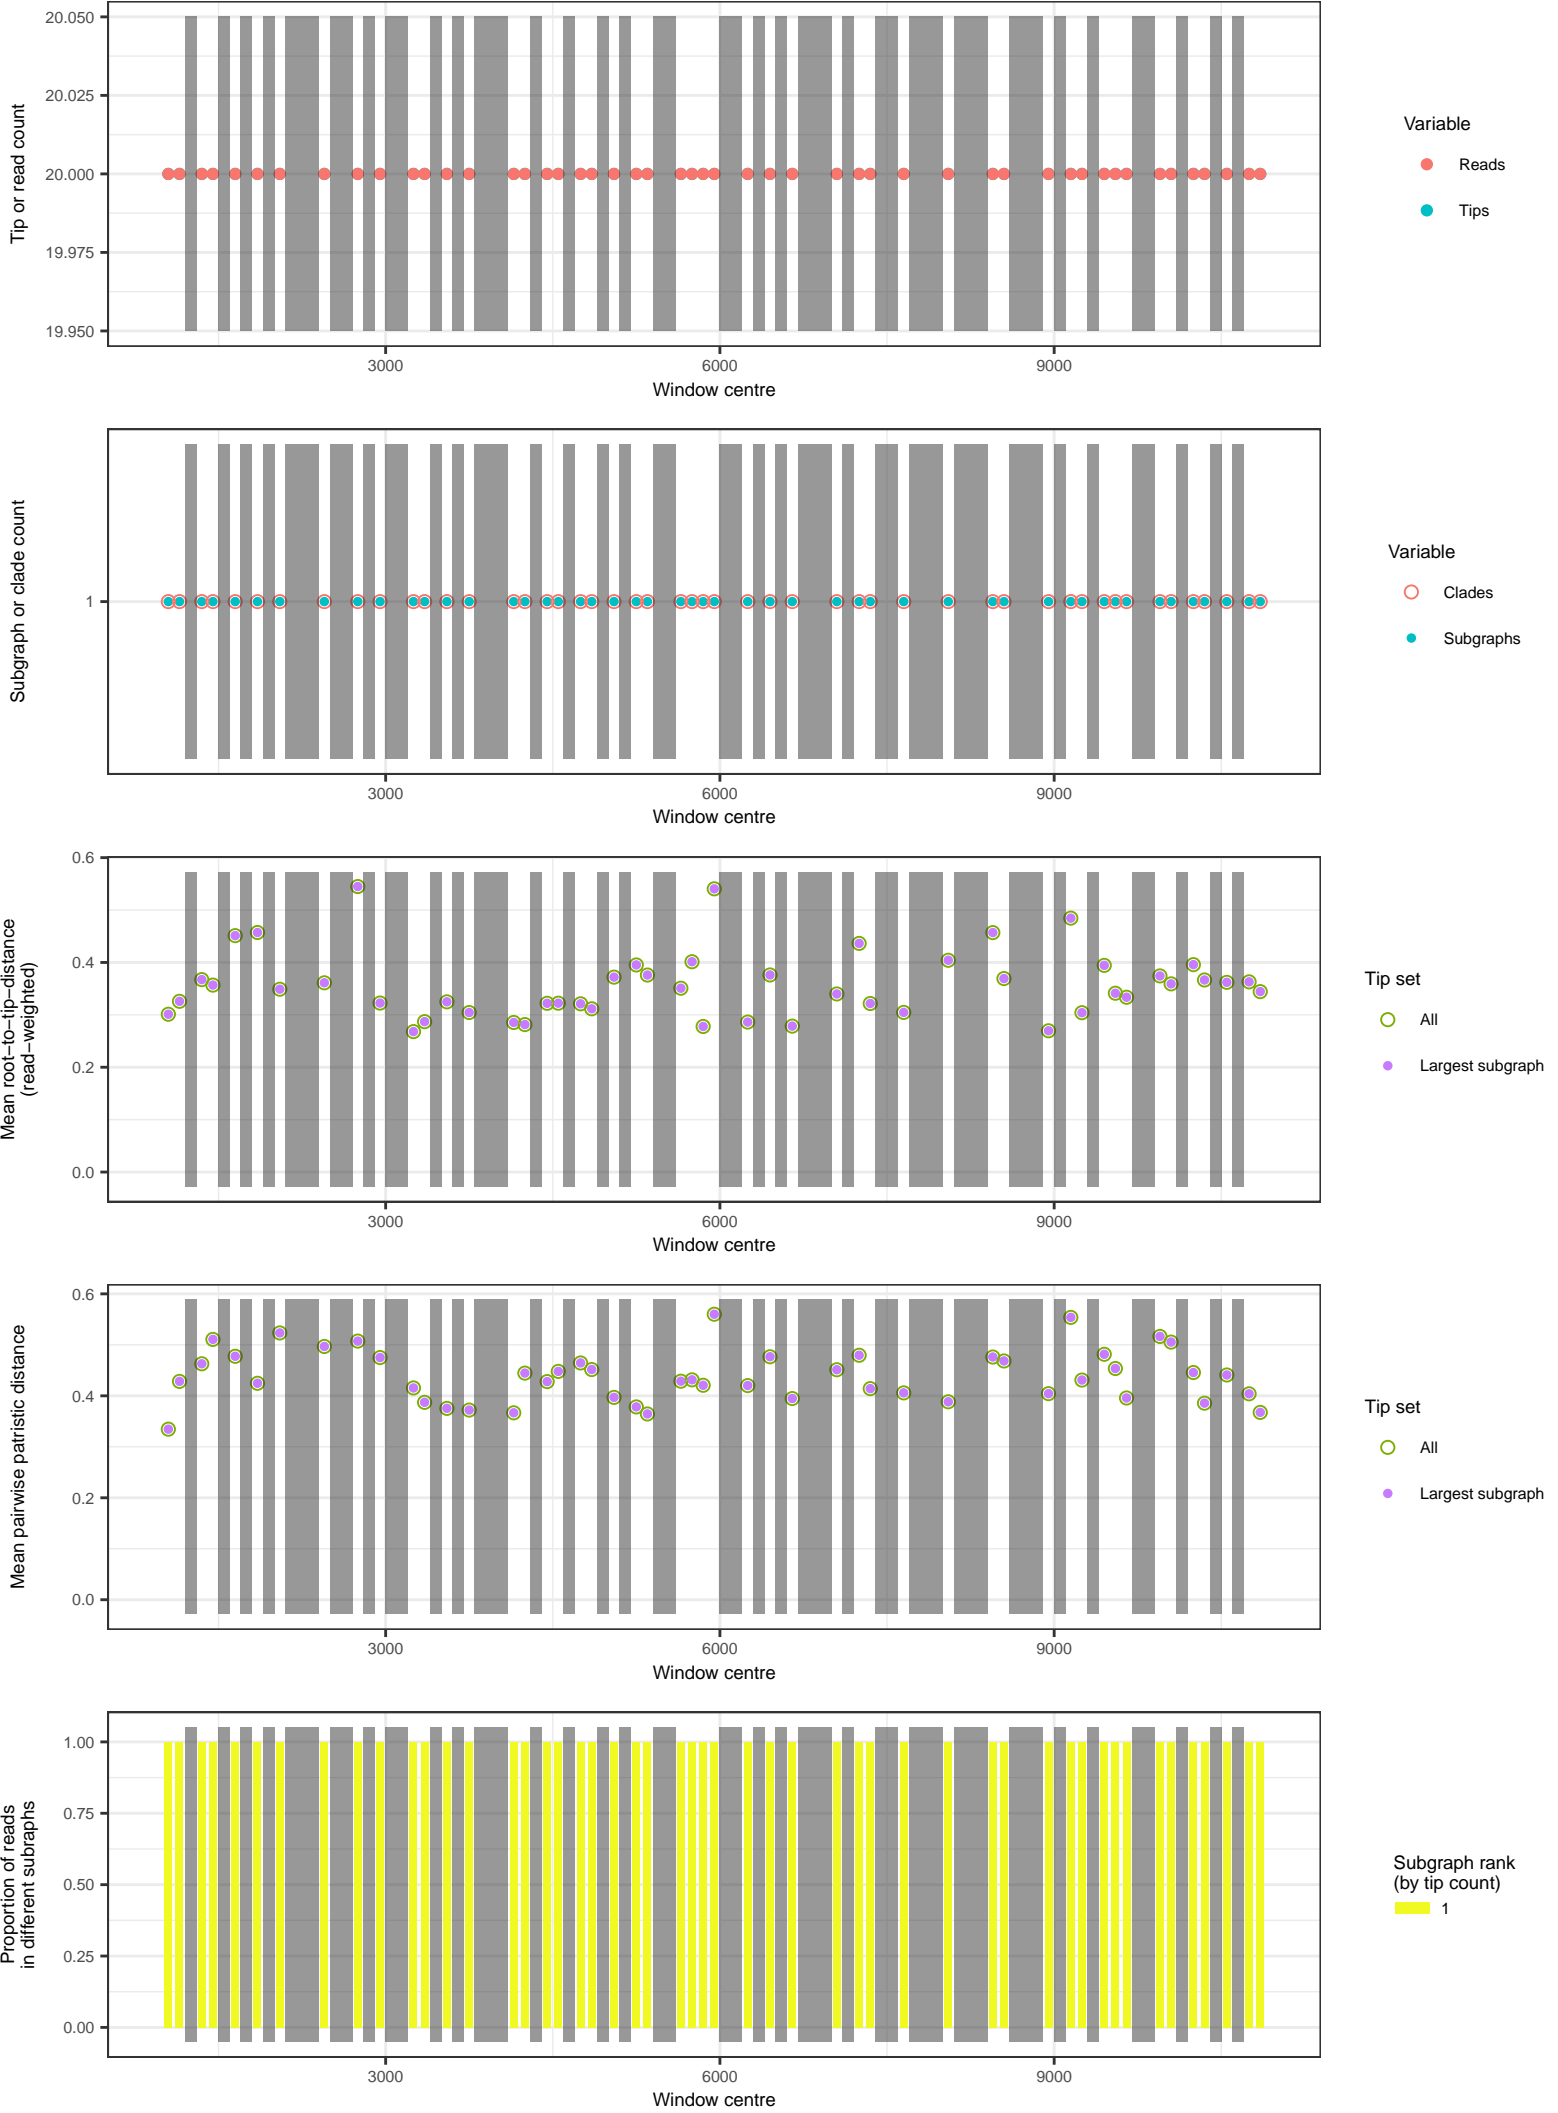 20.050
20.025
20.000
19.975
19.950
Tip or read count
3000
6000
9000
Window centre
Variable
Reads
Tips
1
Subgraph or clade count
3000
6000
9000
Window centre
Variable
Clades
Subgraphs
0.6
0.4
0.2
0.0
Mean root−to−tip−distance
(read−weighted)
3000
6000
9000
Window centre
Tip set
All
Largest subgraph
0.6
0.4
0.2
0.0
Mean pairwise patristic distance
3000
6000
9000
Window centre
Tip set
All
Largest subgraph
1.00
0.75
0.50
0.25
0.00
Proportion of reads
in different subraphs
3000
6000
9000
Window centre
Subgraph rank
(by tip count)
1